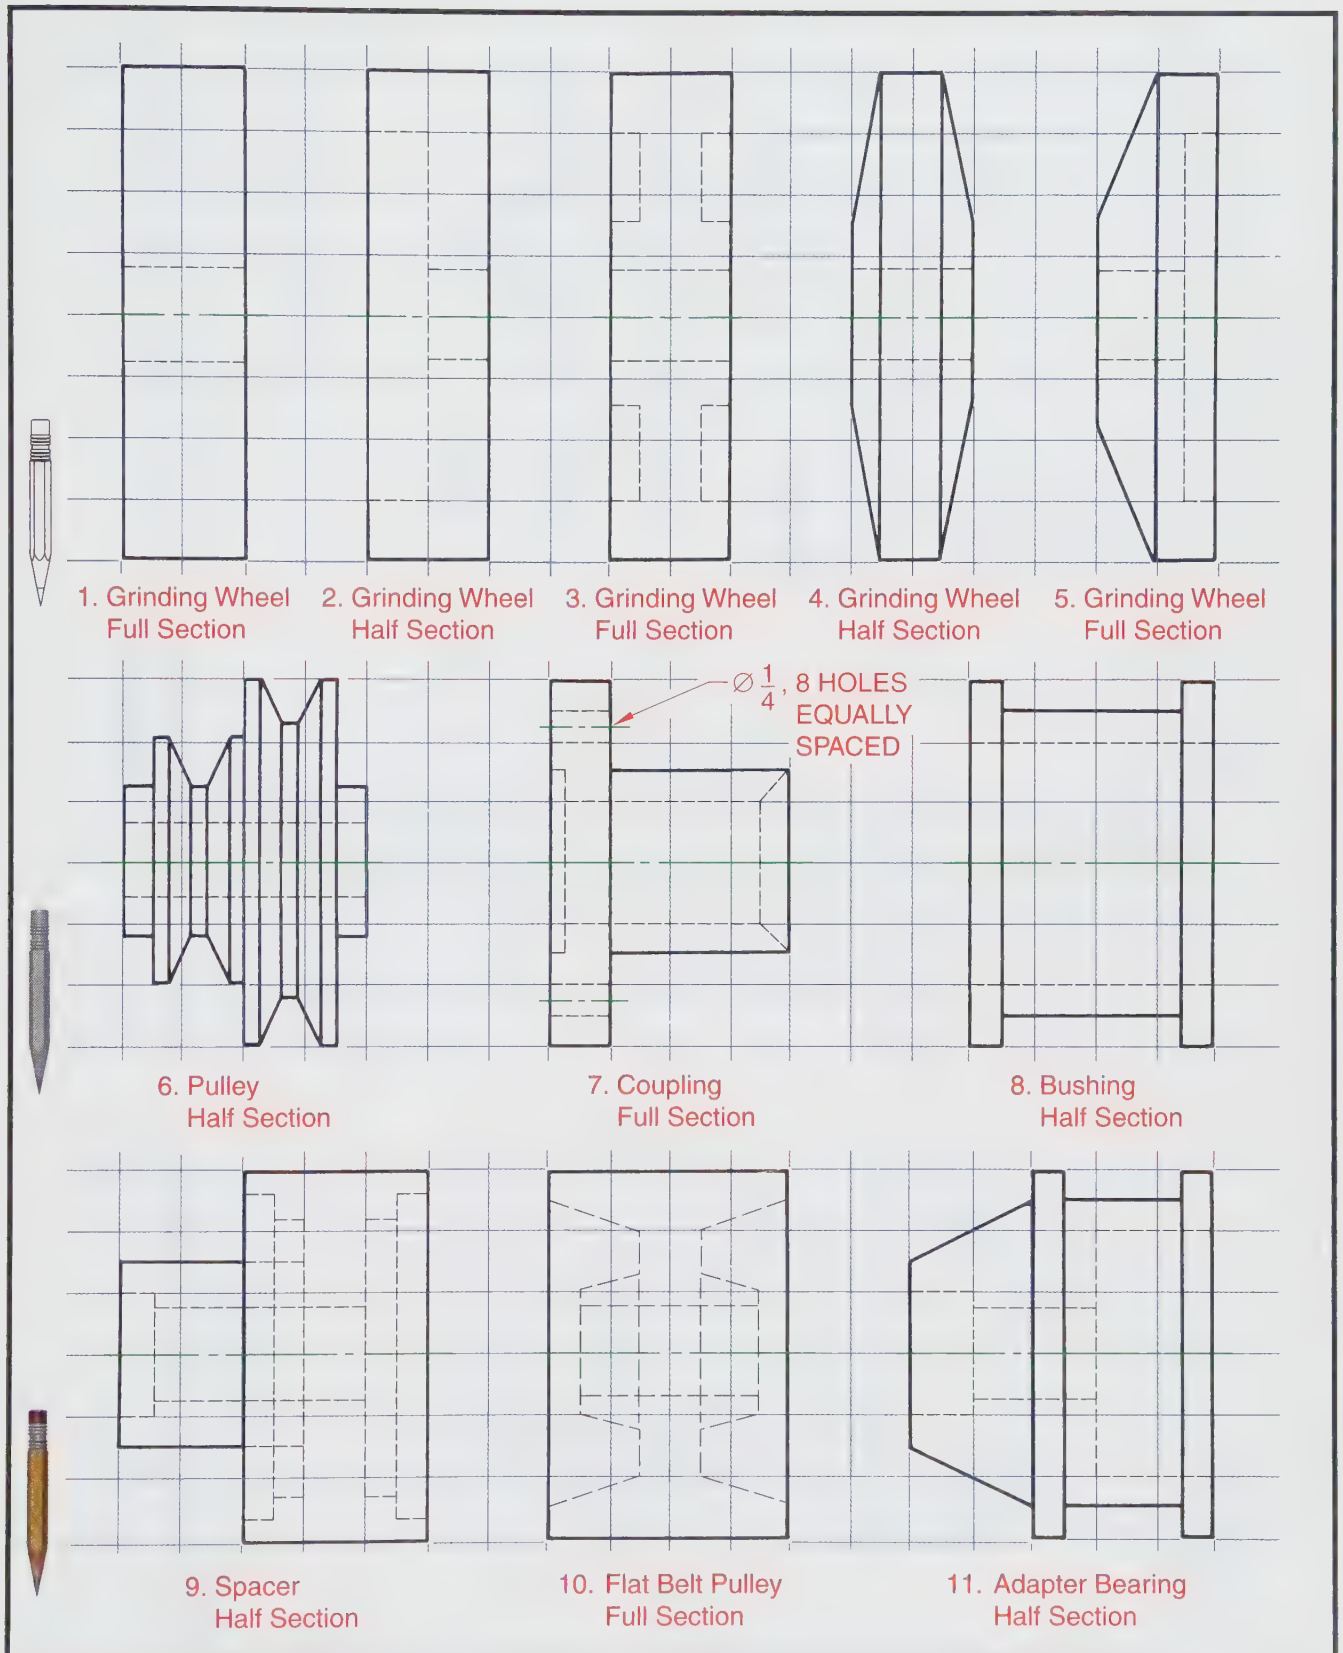 1. Grinding Wheel
Full Section
2. Grinding Wheel
Half Section
3. Grinding Wheel
Full Section
4. Grinding Wheel
Half Section
5. Grinding Wheel
Full Section
∅ 1/4, 8 HOLES
EQUALLY
SPACED
6. Pulley
Half Section
7. Coupling
Full Section
8. Bushing
Half Section
9. Spacer
Half Section
10. Flat Belt Pulley
Full Section
11. Adapter Bearing
Half Section